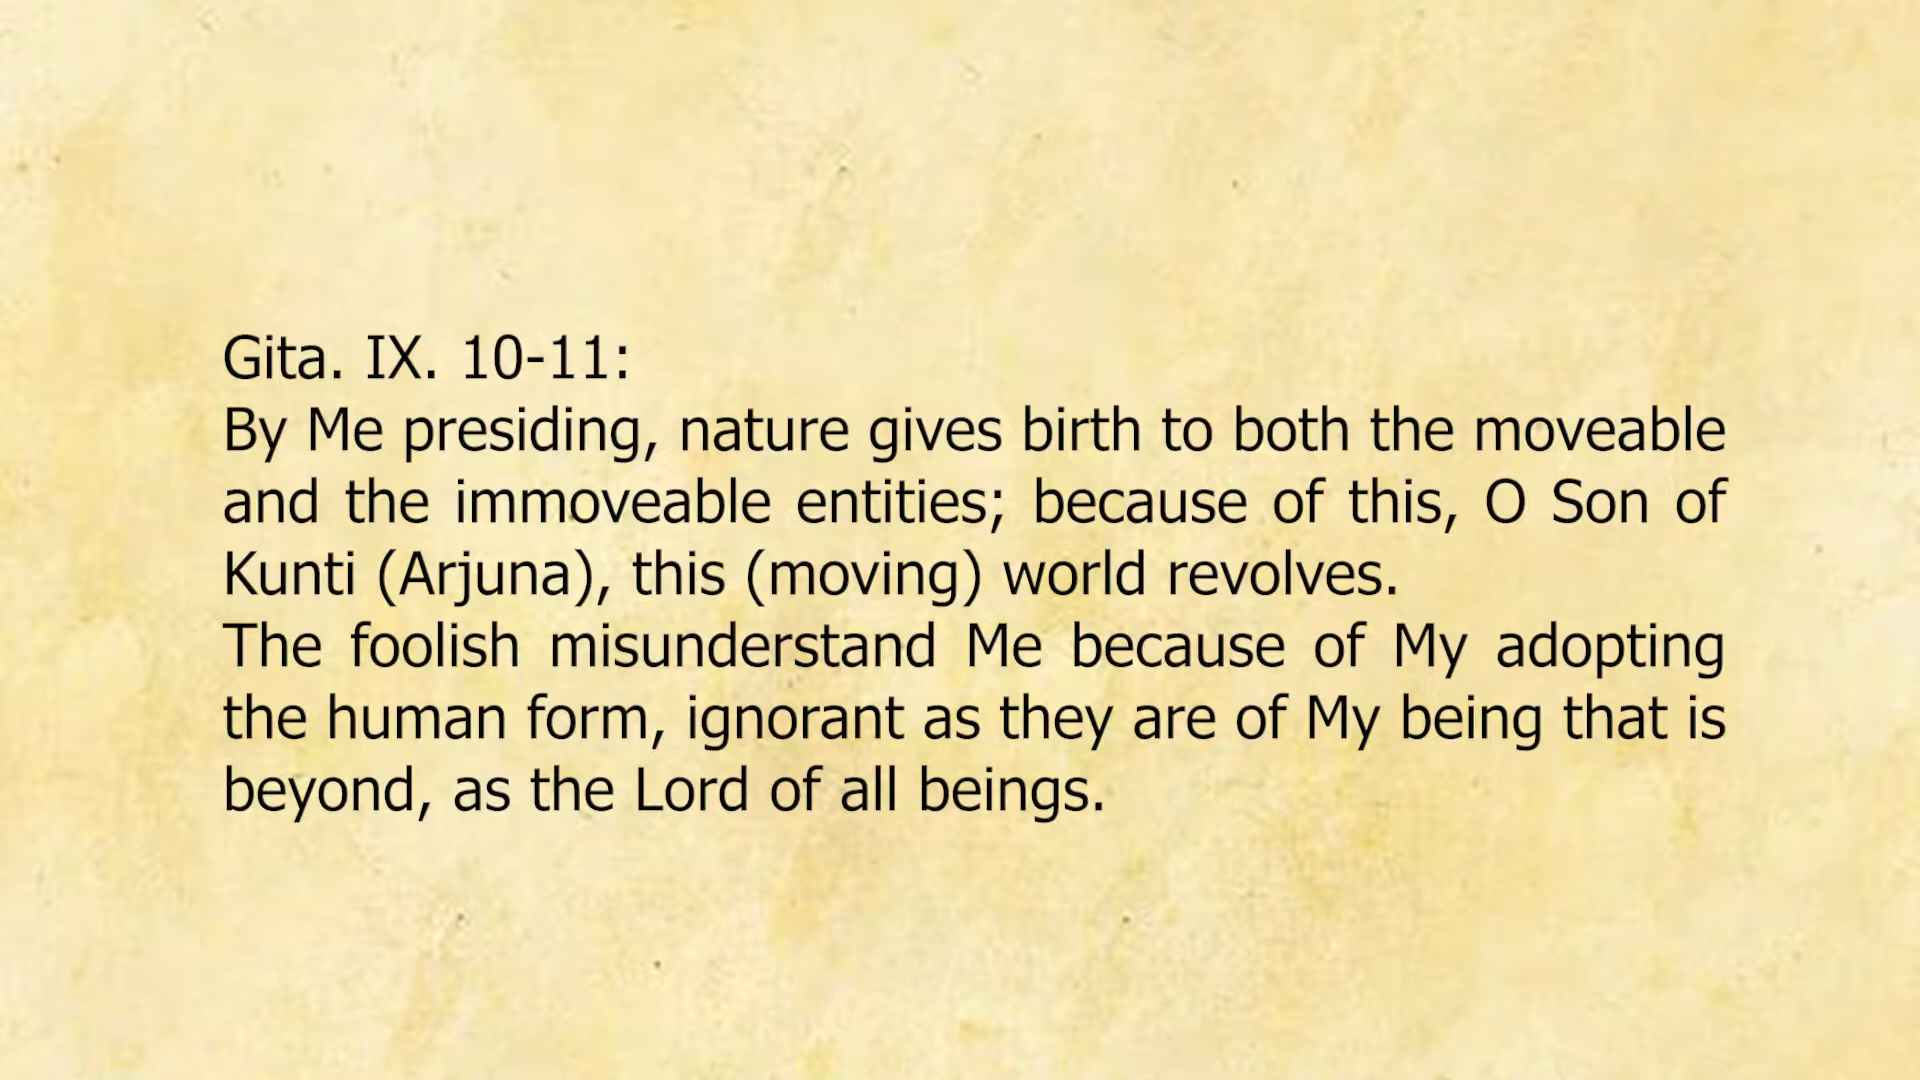 Gita. IX. 10-11:
By Me presiding, nature gives birth to both the moveable
and the immoveable entities; because of this, O Son of
Kunti (Arjuna), this (moving) world revolves.
The foolish misunderstand Me because of My adopting
the human form, ignorant as they are of My being that is
beyond, as the Lord of all beings.